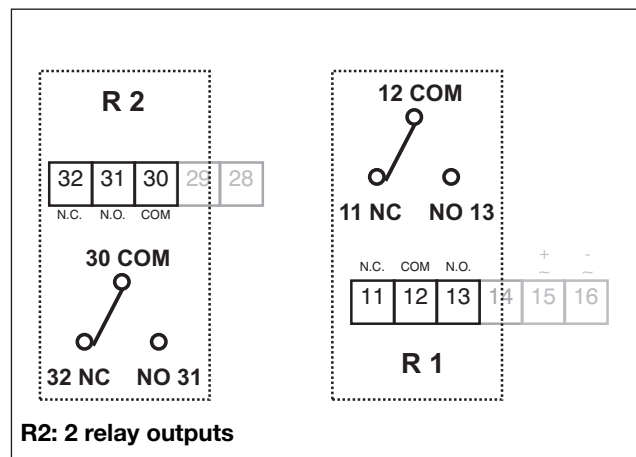 R 2
32 31 30 29 28
N.C. N.O. COM
30 COM
32 NC NO 31
12 COM
11 NC NO 13
+ -
~ ~
N.C. COM N.O.
11 12 13 14 15 16
R 1
R2: 2 relay outputs